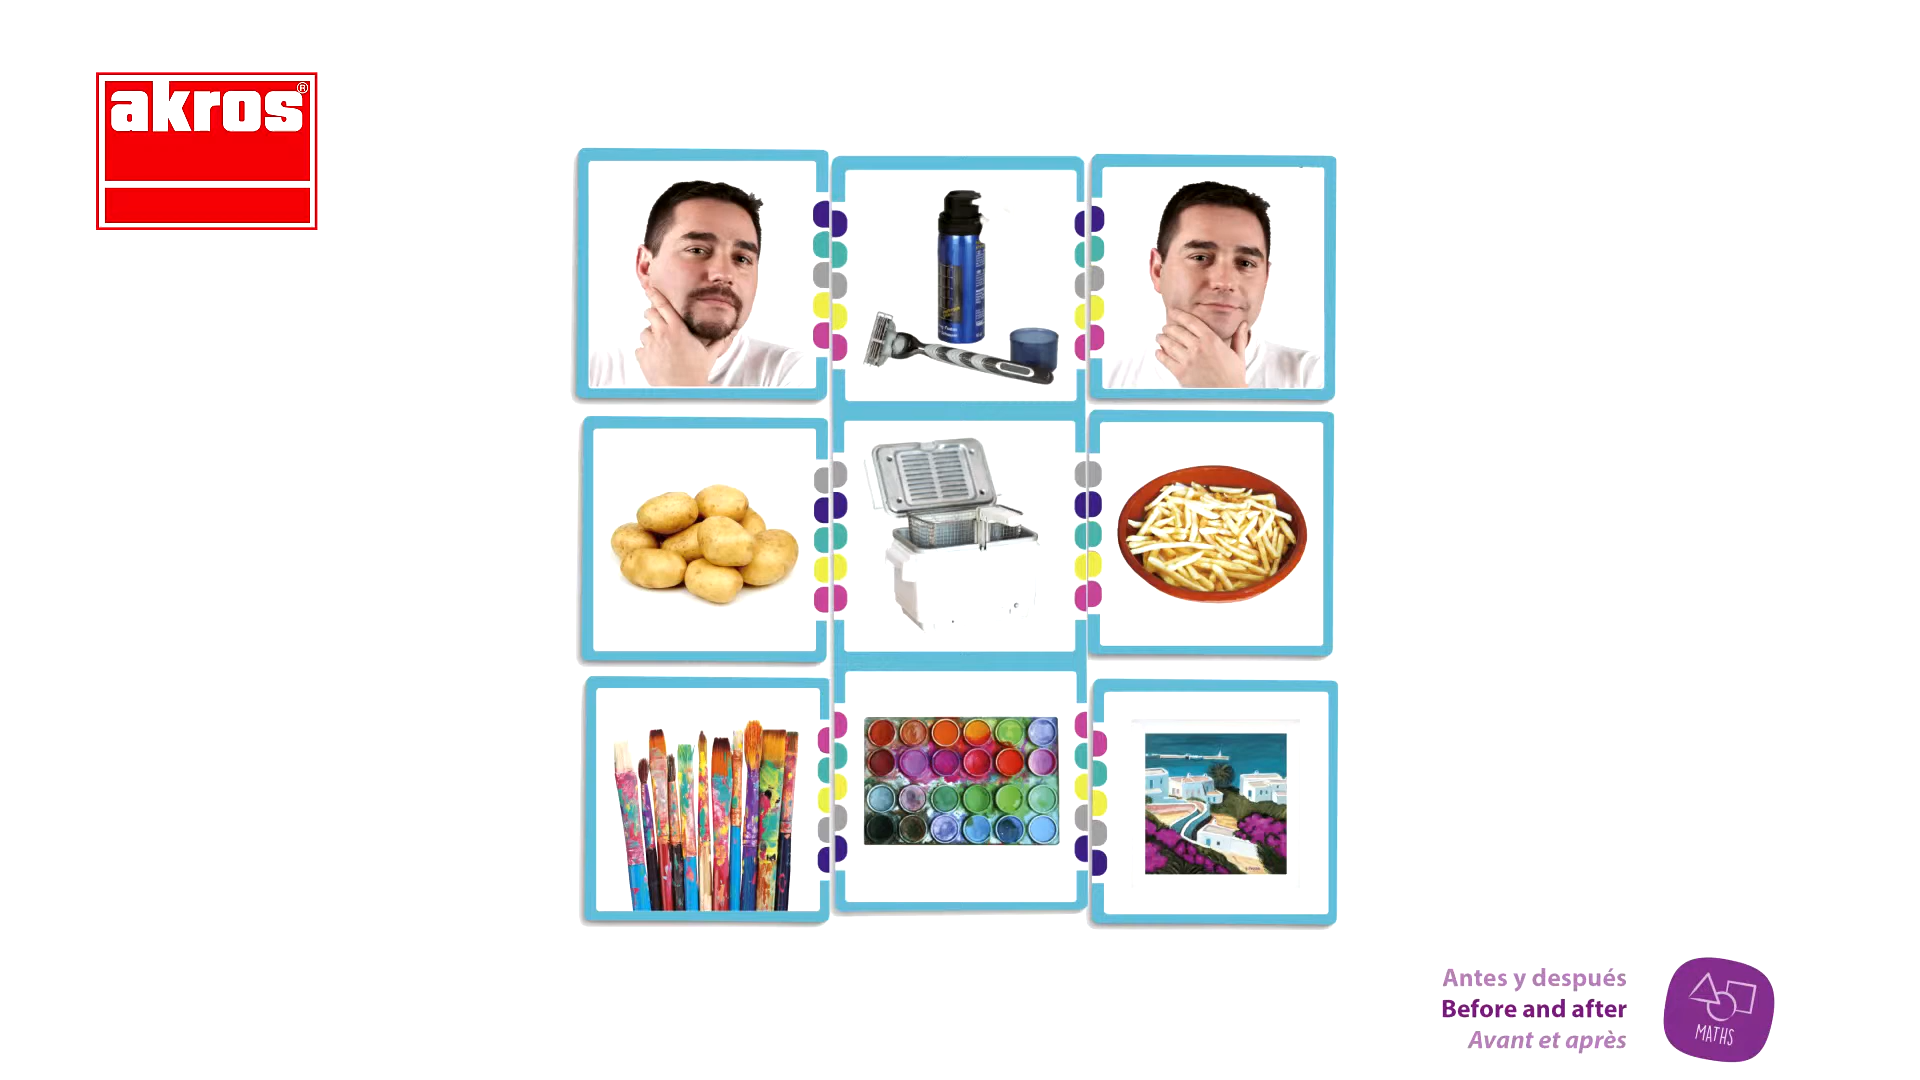 akros®
Antes y después
Before and after
Avant et après
MATHS